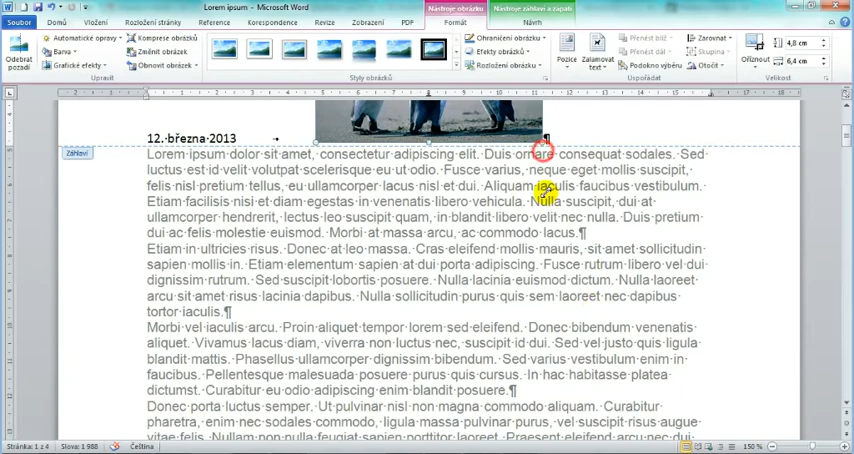 Lorem ipsum - Microsoft Word
Nástroje obrázku
Nástroje záhlaví a zápatí
Soubor Domů Vložení Rozložení stránky Reference Korespondence Revize Zobrazení PDF Formát Návrh
Odebrat pozadí
Automatické opravy
Barva
Grafické efekty
Komprese obrázků
Změnit obrázek
Obnovit obrázek
Upravit
Styly obrázků
Ohraničení obrázku
Efekty obrázku
Rozložení obrázku
Pozice
Zalamovat text
Přenést blíž
Přenést dál
Podokno výběru
Zarovnat
Skupina
Otočit
Uspořádat
Oříznout
4,8 cm
6,4 cm
Velikost
12. března 2013
Záhlaví
Lorem ipsum dolor sit amet, consectetur adipiscing elit. Duis ornare consequat sodales. Sed
luctus est id velit volutpat scelerisque eu ut odio. Fusce varius, neque eget mollis suscipit,
felis nisl pretium tellus, eu ullamcorper lacus nisl et dui. Aliquam iaculis faucibus vestibulum.
Etiam facilisis nisi et diam egestas in venenatis libero vehicula. Nulla suscipit, dui at
ullamcorper hendrerit, lectus leo suscipit quam, in blandit libero velit nec nulla. Duis pretium
dui ac felis molestie euismod. Morbi at massa arcu, ac commodo lacus.¶
Etiam in ultricies risus. Donec at leo massa. Cras eleifend mollis mauris, sit amet sollicitudin
sapien mollis in. Etiam elementum sapien at dui porta adipiscing. Fusce rutrum libero vel dui
dignissim rutrum. Sed suscipit lobortis posuere. Nulla lacinia euismod dictum. Nulla laoreet
arcu sit amet risus lacinia dapibus. Nulla sollicitudin purus quis sem laoreet nec dapibus
tortor iaculis.¶
Morbi vel iaculis arcu. Proin aliquet tempor lorem sed eleifend. Donec bibendum venenatis
aliquet. Vivamus lacus diam, viverra non luctus nec, suscipit id dui. Sed vel justo quis ligula
blandit mattis. Phasellus ullamcorper dignissim bibendum. Sed varius vestibulum enim in
faucibus. Pellentesque malesuada posuere purus quis cursus. In hac habitasse platea
dictumst. Curabitur eu odio adipiscing enim blandit posuere.¶
Donec porta luctus semper. Ut pulvinar nisl non magna commodo aliquam. Curabitur
pharetra, enim nec sodales commodo, ligula massa pulvinar purus, vel suscipit erat augue
vitae felis. Nullam non nulla feugiat sapien porttitor laoreet. Praesent eleifend arcu non
Stránka: 1 z 4 Slova: 1 988 Čeština 150 %